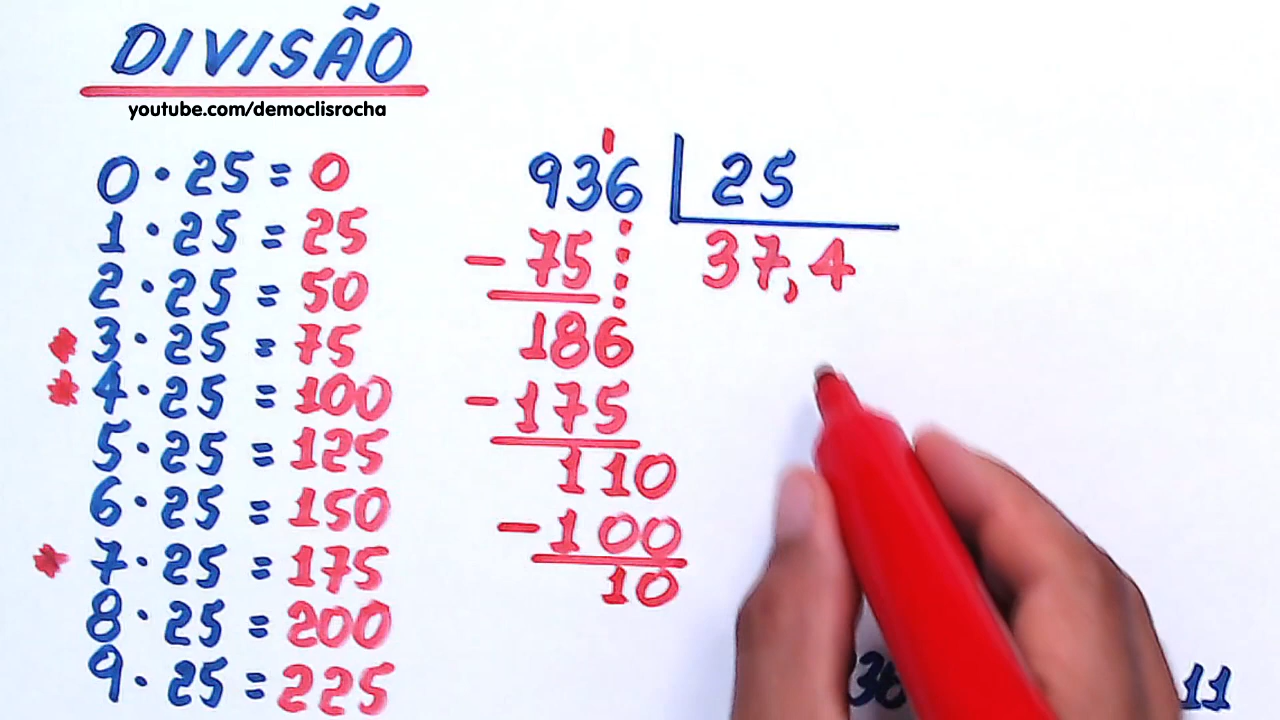 DIVISÃO
youtube.com/democlisrocha
0 · 25 = 0
1 · 25 = 25
2 · 25 = 50
3 · 25 = 75
4 · 25 = 100
5 · 25 = 125
6 · 25 = 150
7 · 25 = 175
8 · 25 = 200
9 · 25 = 225
936 25
- 75 37,4
186
- 175
110
- 100
10
11